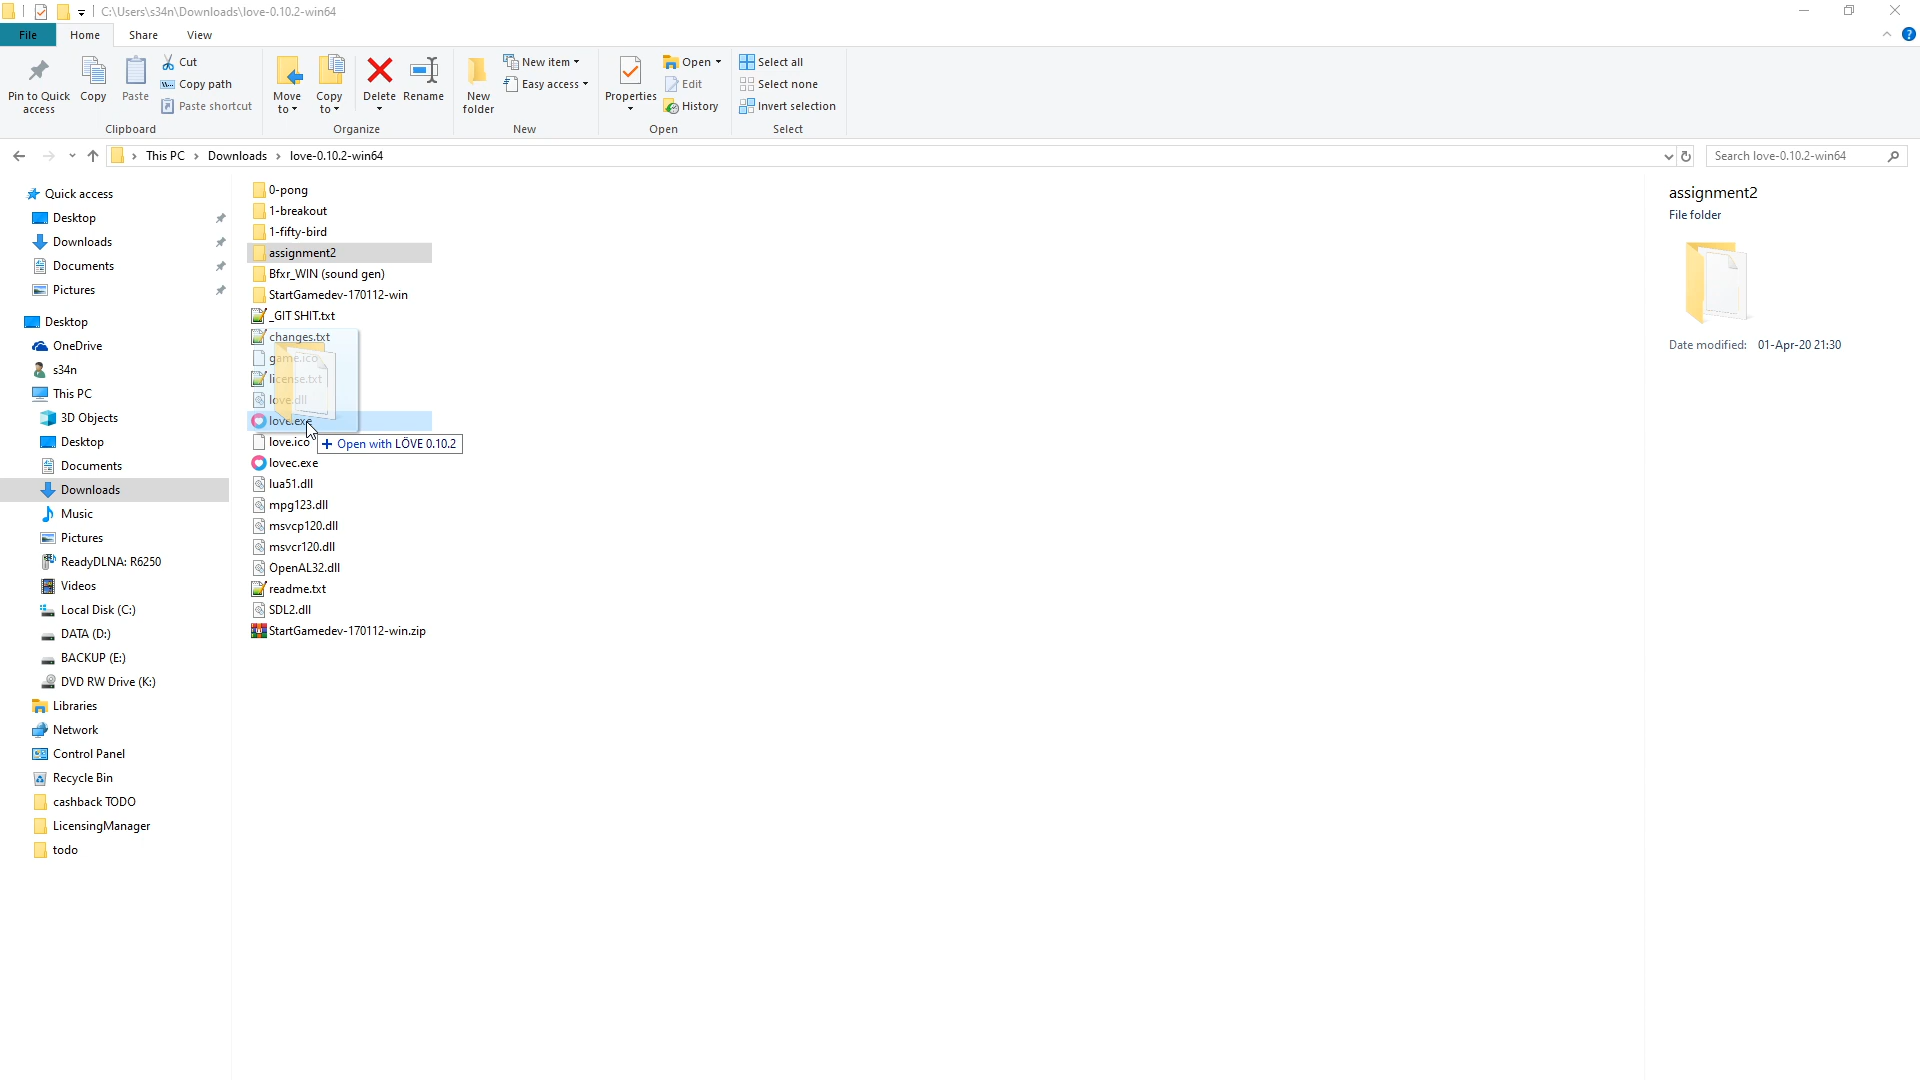 C:\Users\s34n\Downloads\love-0.10.2-win64
File Home Share View
Pin to Quick access
Copy
Paste
Cut
Copy path
Paste shortcut
Clipboard
Move to
Copy to
Delete
Rename
Organize
New folder
New item
Easy access
New
Properties
Open
Edit
History
Open
Select all
Select none
Invert selection
Select
This PC > Downloads > love-0.10.2-win64
Search love-0.10.2-win64
Quick access
Desktop
Downloads
Documents
Pictures
Desktop
OneDrive
s34n
This PC
3D Objects
Desktop
Documents
Downloads
Music
Pictures
ReadyDLNA: R6250
Videos
Local Disk (C:)
DATA (D:)
BACKUP (E:)
DVD RW Drive (K:)
Libraries
Network
Control Panel
Recycle Bin
cashback TODO
LicensingManager
todo
0-pong
1-breakout
1-fifty-bird
assignment2
Bfxr_WIN (sound gen)
StartGamedev-170112-win
_GIT SHIT.txt
changes.txt
game.ico
license.txt
love.dll
love.exe
love.ico
+ Open with LÖVE 0.10.2
lovec.exe
lua51.dll
mpg123.dll
msvcp120.dll
msvcr120.dll
OpenAL32.dll
readme.txt
SDL2.dll
StartGamedev-170112-win.zip
assignment2
File folder
Date modified: 01-Apr-20 21:30